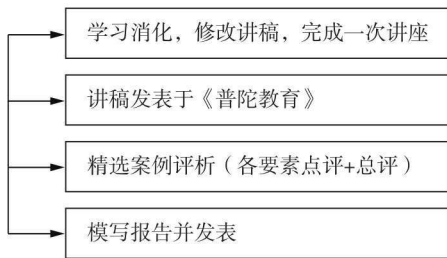 学习消化，修改讲稿，完成一次讲座
讲稿发表于《普陀教育》
精选案例评析（各要素点评+总评）
模写报告并发表